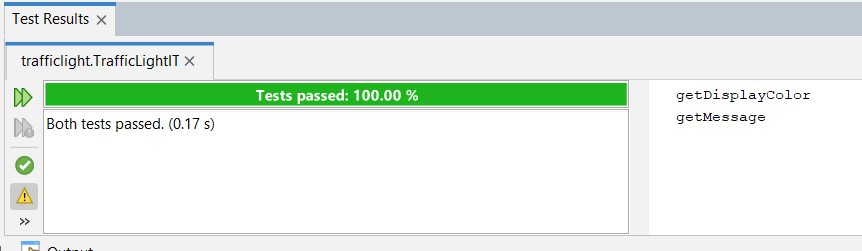 Test Results
trafficlight.TrafficLightIT
Tests passed: 100.00 %
Both tests passed. (0.17 s)
getDisplayColor
getMessage
Output